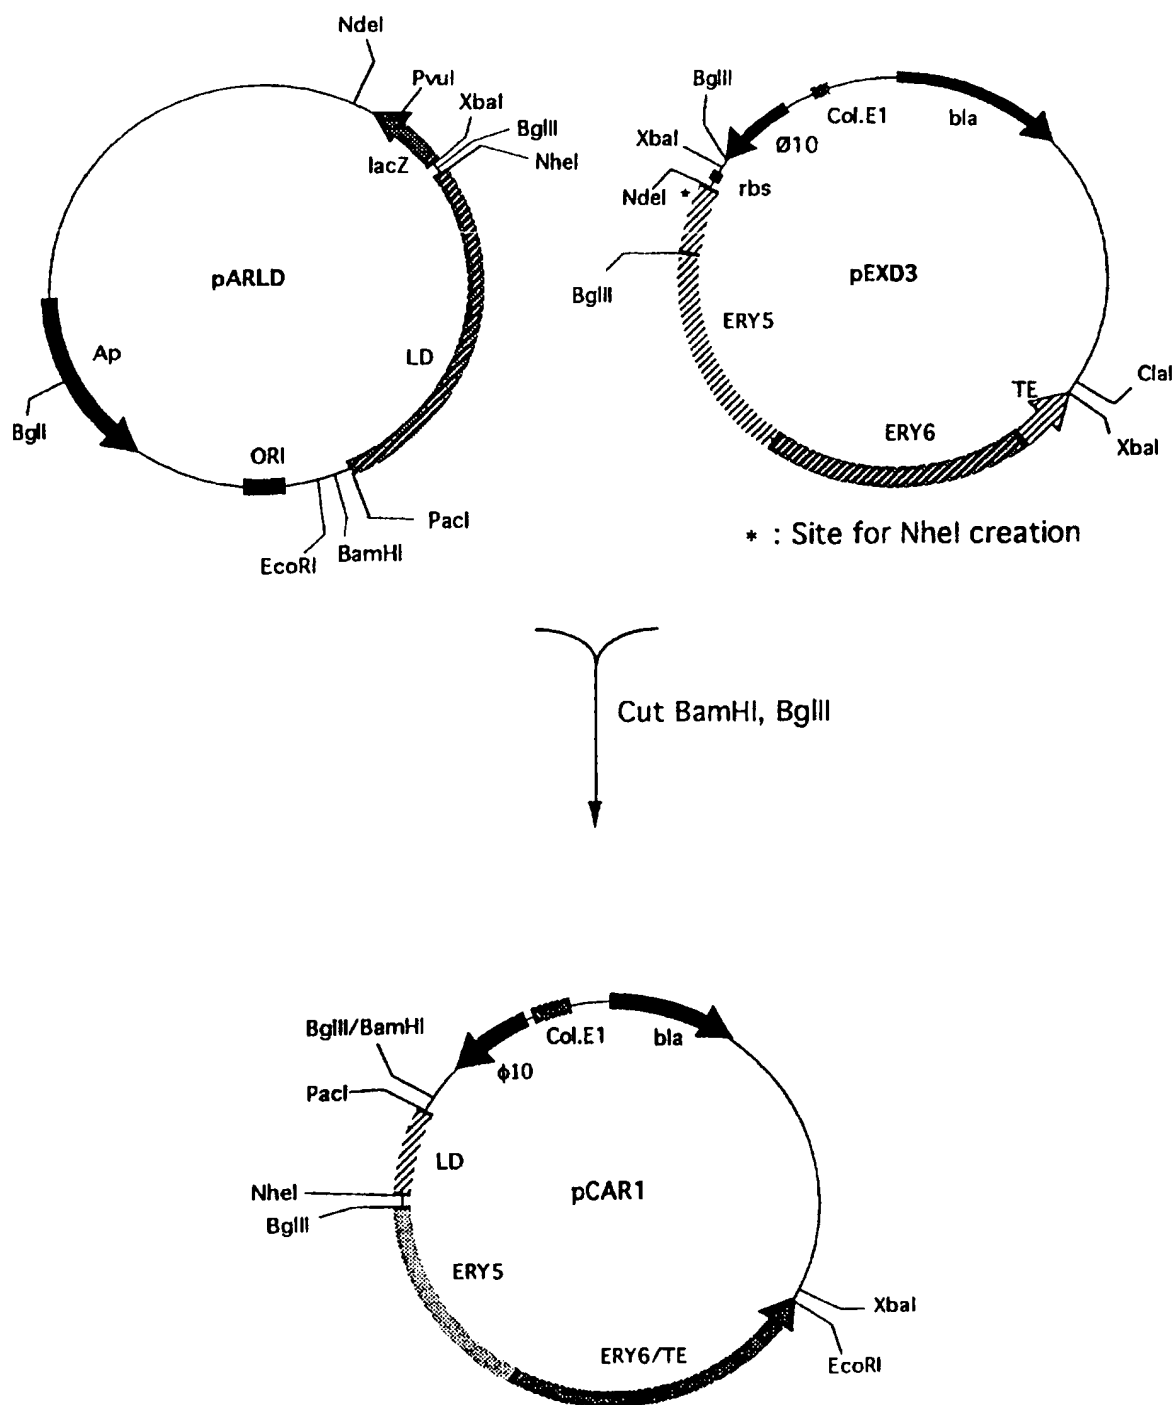 NdeI
PvuI
XbaI
BglII
NheI
lacZ
pARLD
LD
Ap
BglI
ORI
PacI
BamHI
EcoRI
BglII
XbaI
NdeI
*
rbs
Ø10
Col.E1
bla
pEXD3
BglII
ERY5
ERY6
TE
ClaI
XbaI
* : Site for NheI creation
Cut BamHI, BglII
BglII/BamHI
PacI
Col.E1
bla
ϕ10
LD
NheI
BglII
pCAR1
ERY5
ERY6/TE
XbaI
EcoRI